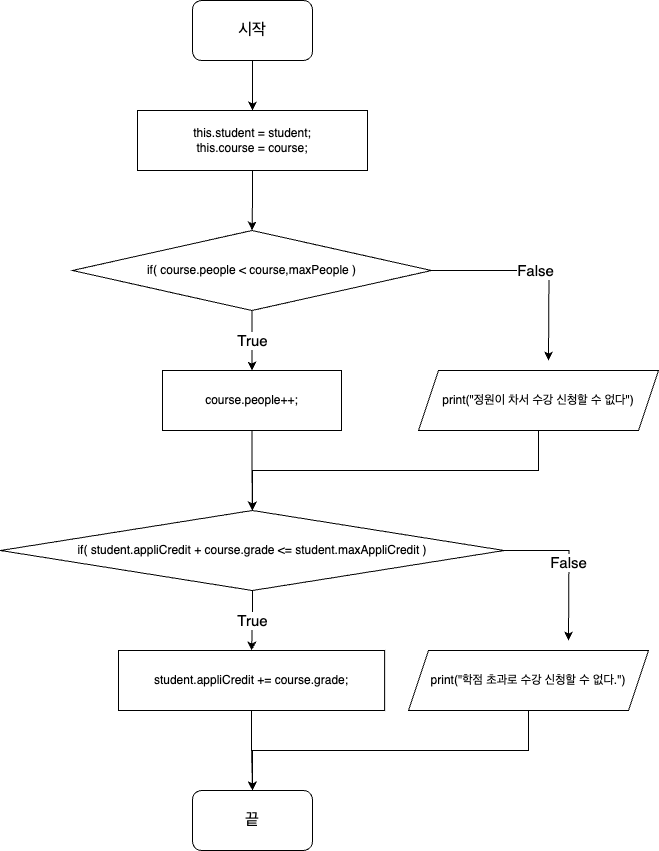 시작
this.student = student;
this.course = course;
if( course.people < course,maxPeople )
False
True
course.people++;
print("정원이 차서 수강 신청할 수 없다")
if( student.appliCredit + course.grade <= student.maxAppliCredit )
False
True
student.appliCredit += course.grade;
print("학점 초과로 수강 신청할 수 없다.")
끝